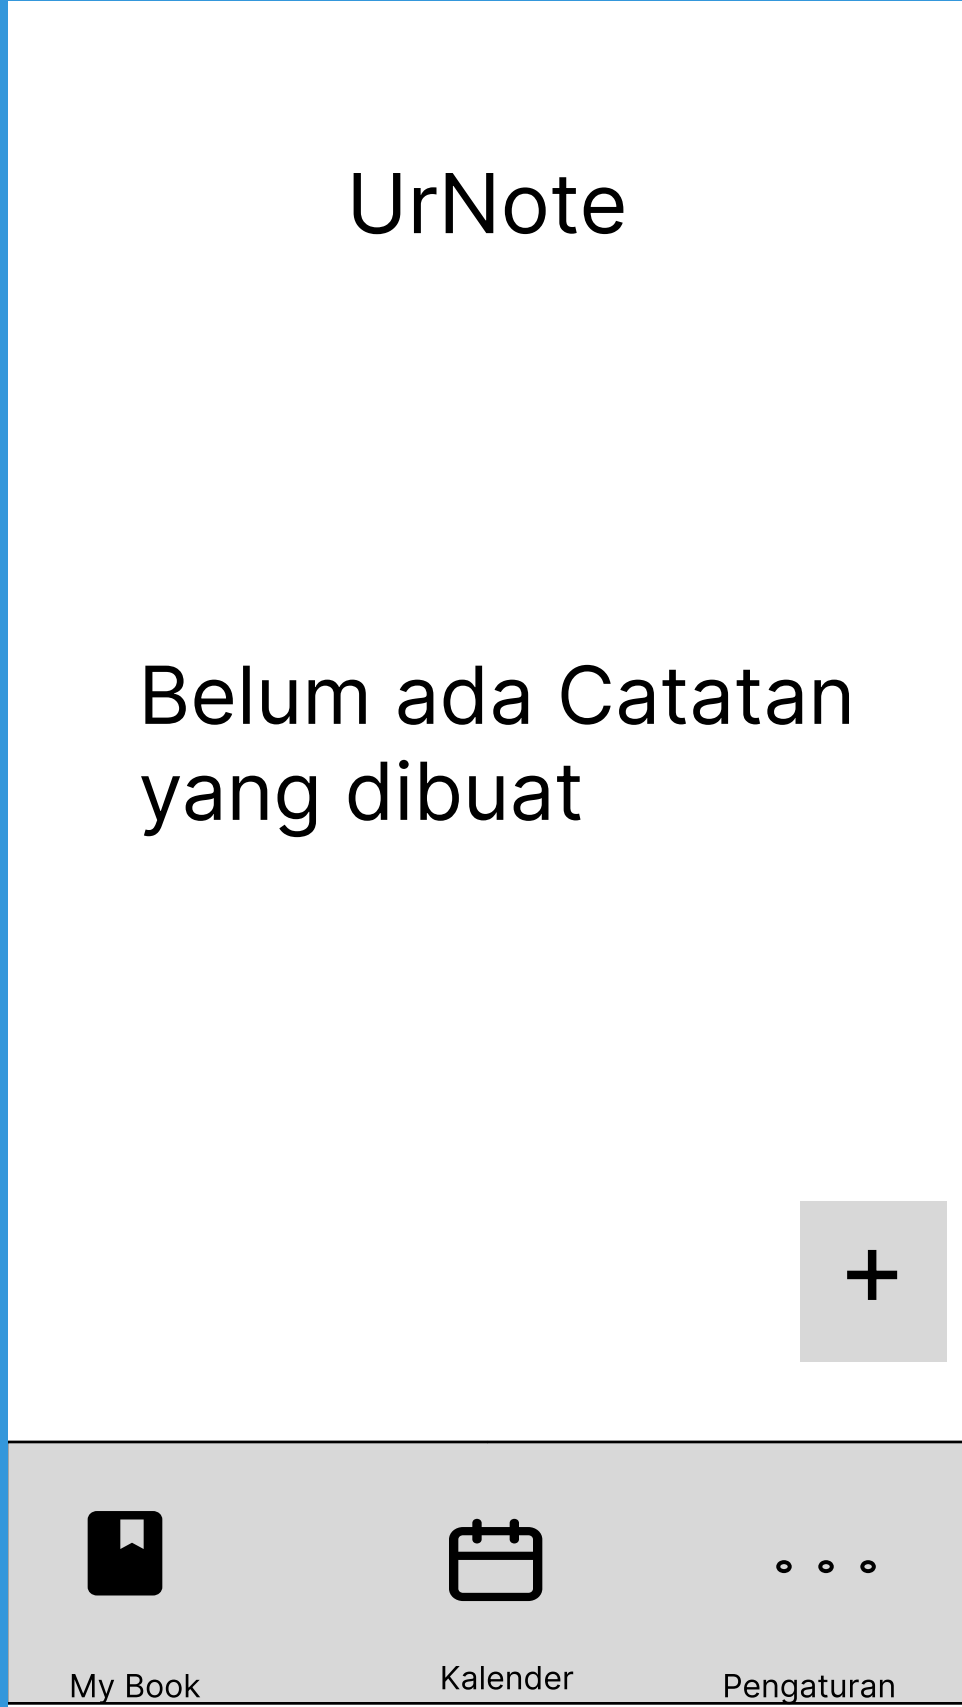 UrNote
Belum ada Catatan
yang dibuat
+
My Book
Kalender
Pengaturan